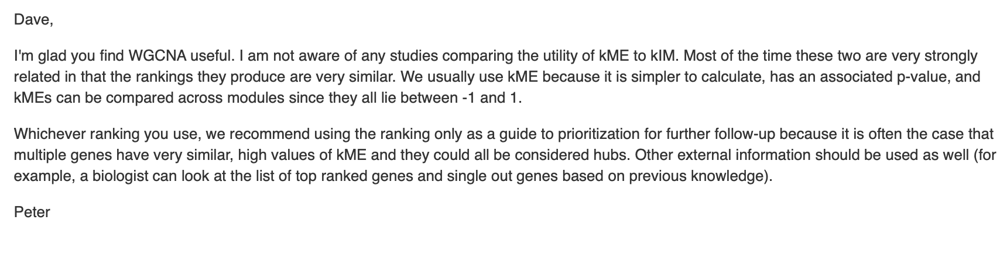 Dave,
I'm glad you find WGCNA useful. I am not aware of any studies comparing the utility of kME to kIM. Most of the time these two are very strongly
related in that the rankings they produce are very similar. We usually use kME because it is simpler to calculate, has an associated p-value, and
kMEs can be compared across modules since they all lie between -1 and 1.
Whichever ranking you use, we recommend using the ranking only as a guide to prioritization for further follow-up because it is often the case that
multiple genes have very similar, high values of kME and they could all be considered hubs. Other external information should be used as well (for
example, a biologist can look at the list of top ranked genes and single out genes based on previous knowledge).
Peter